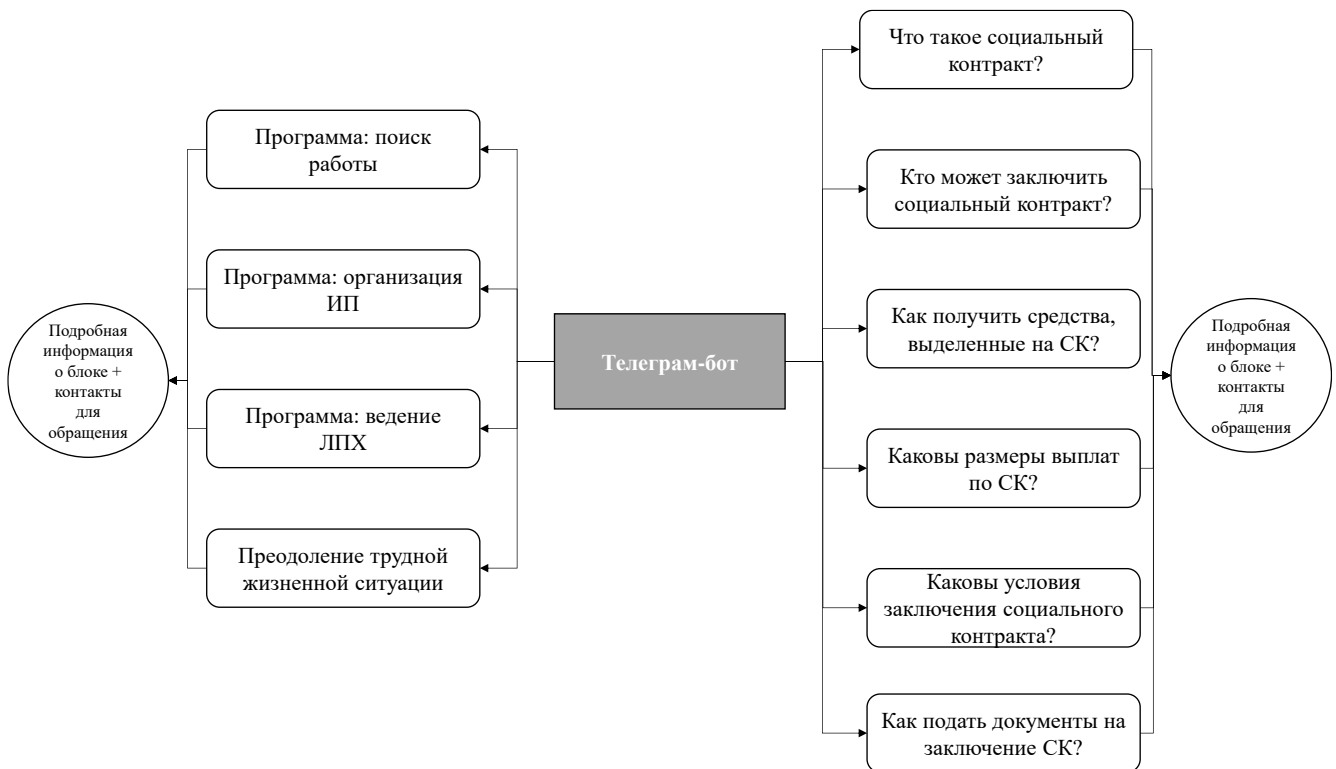 Что такое социальный
контракт?
Программа: поиск
работы
Кто может заключить
социальный контракт?
Программа: организация
ИП
Подробная
информация
о блоке +
контакты
для
обращения
Телеграм-бот
Как получить средства,
выделенные на СК?
Подробная
информация
о блоке +
контакты
для
обращения
Программа: ведение
ЛПХ
Каковы размеры выплат
по СК?
Преодоление трудной
жизненной ситуации
Каковы условия
заключения социального
контракта?
Как подать документы на
заключение СК?